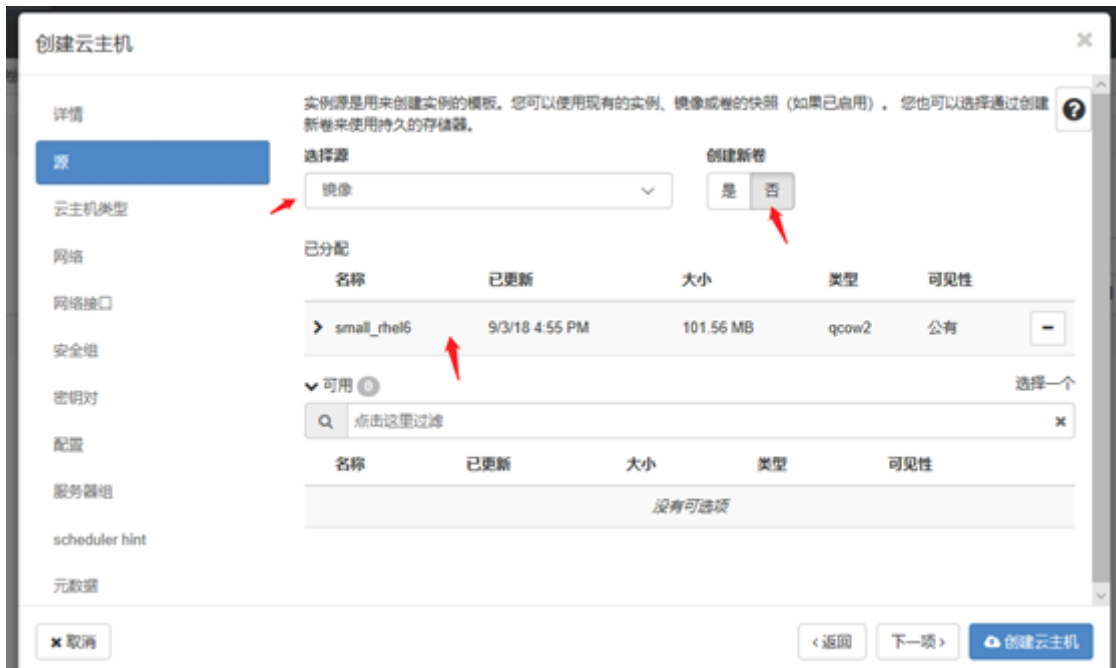 创建云主机
详情
源
云主机类型
网络
网络接口
安全组
密钥对
配置
服务器组
scheduler hint
元数据
实例源是用来创建实例的模板。您可以使用现有的实例、镜像或卷的快照（如果已启用）。 您也可以选择通过创建
新卷来使用持久的存储器。
选择源 创建新卷
镜像 是 否
已分配
名称 已更新 大小 类型 可见性
small_rhel6 9/3/18 4:55 PM 101.56 MB qcow2 公有
可用 0 选择一个
点击这里过滤
名称 已更新 大小 类型 可见性
没有可选项
取消 ‹返回 下一项› 创建云主机